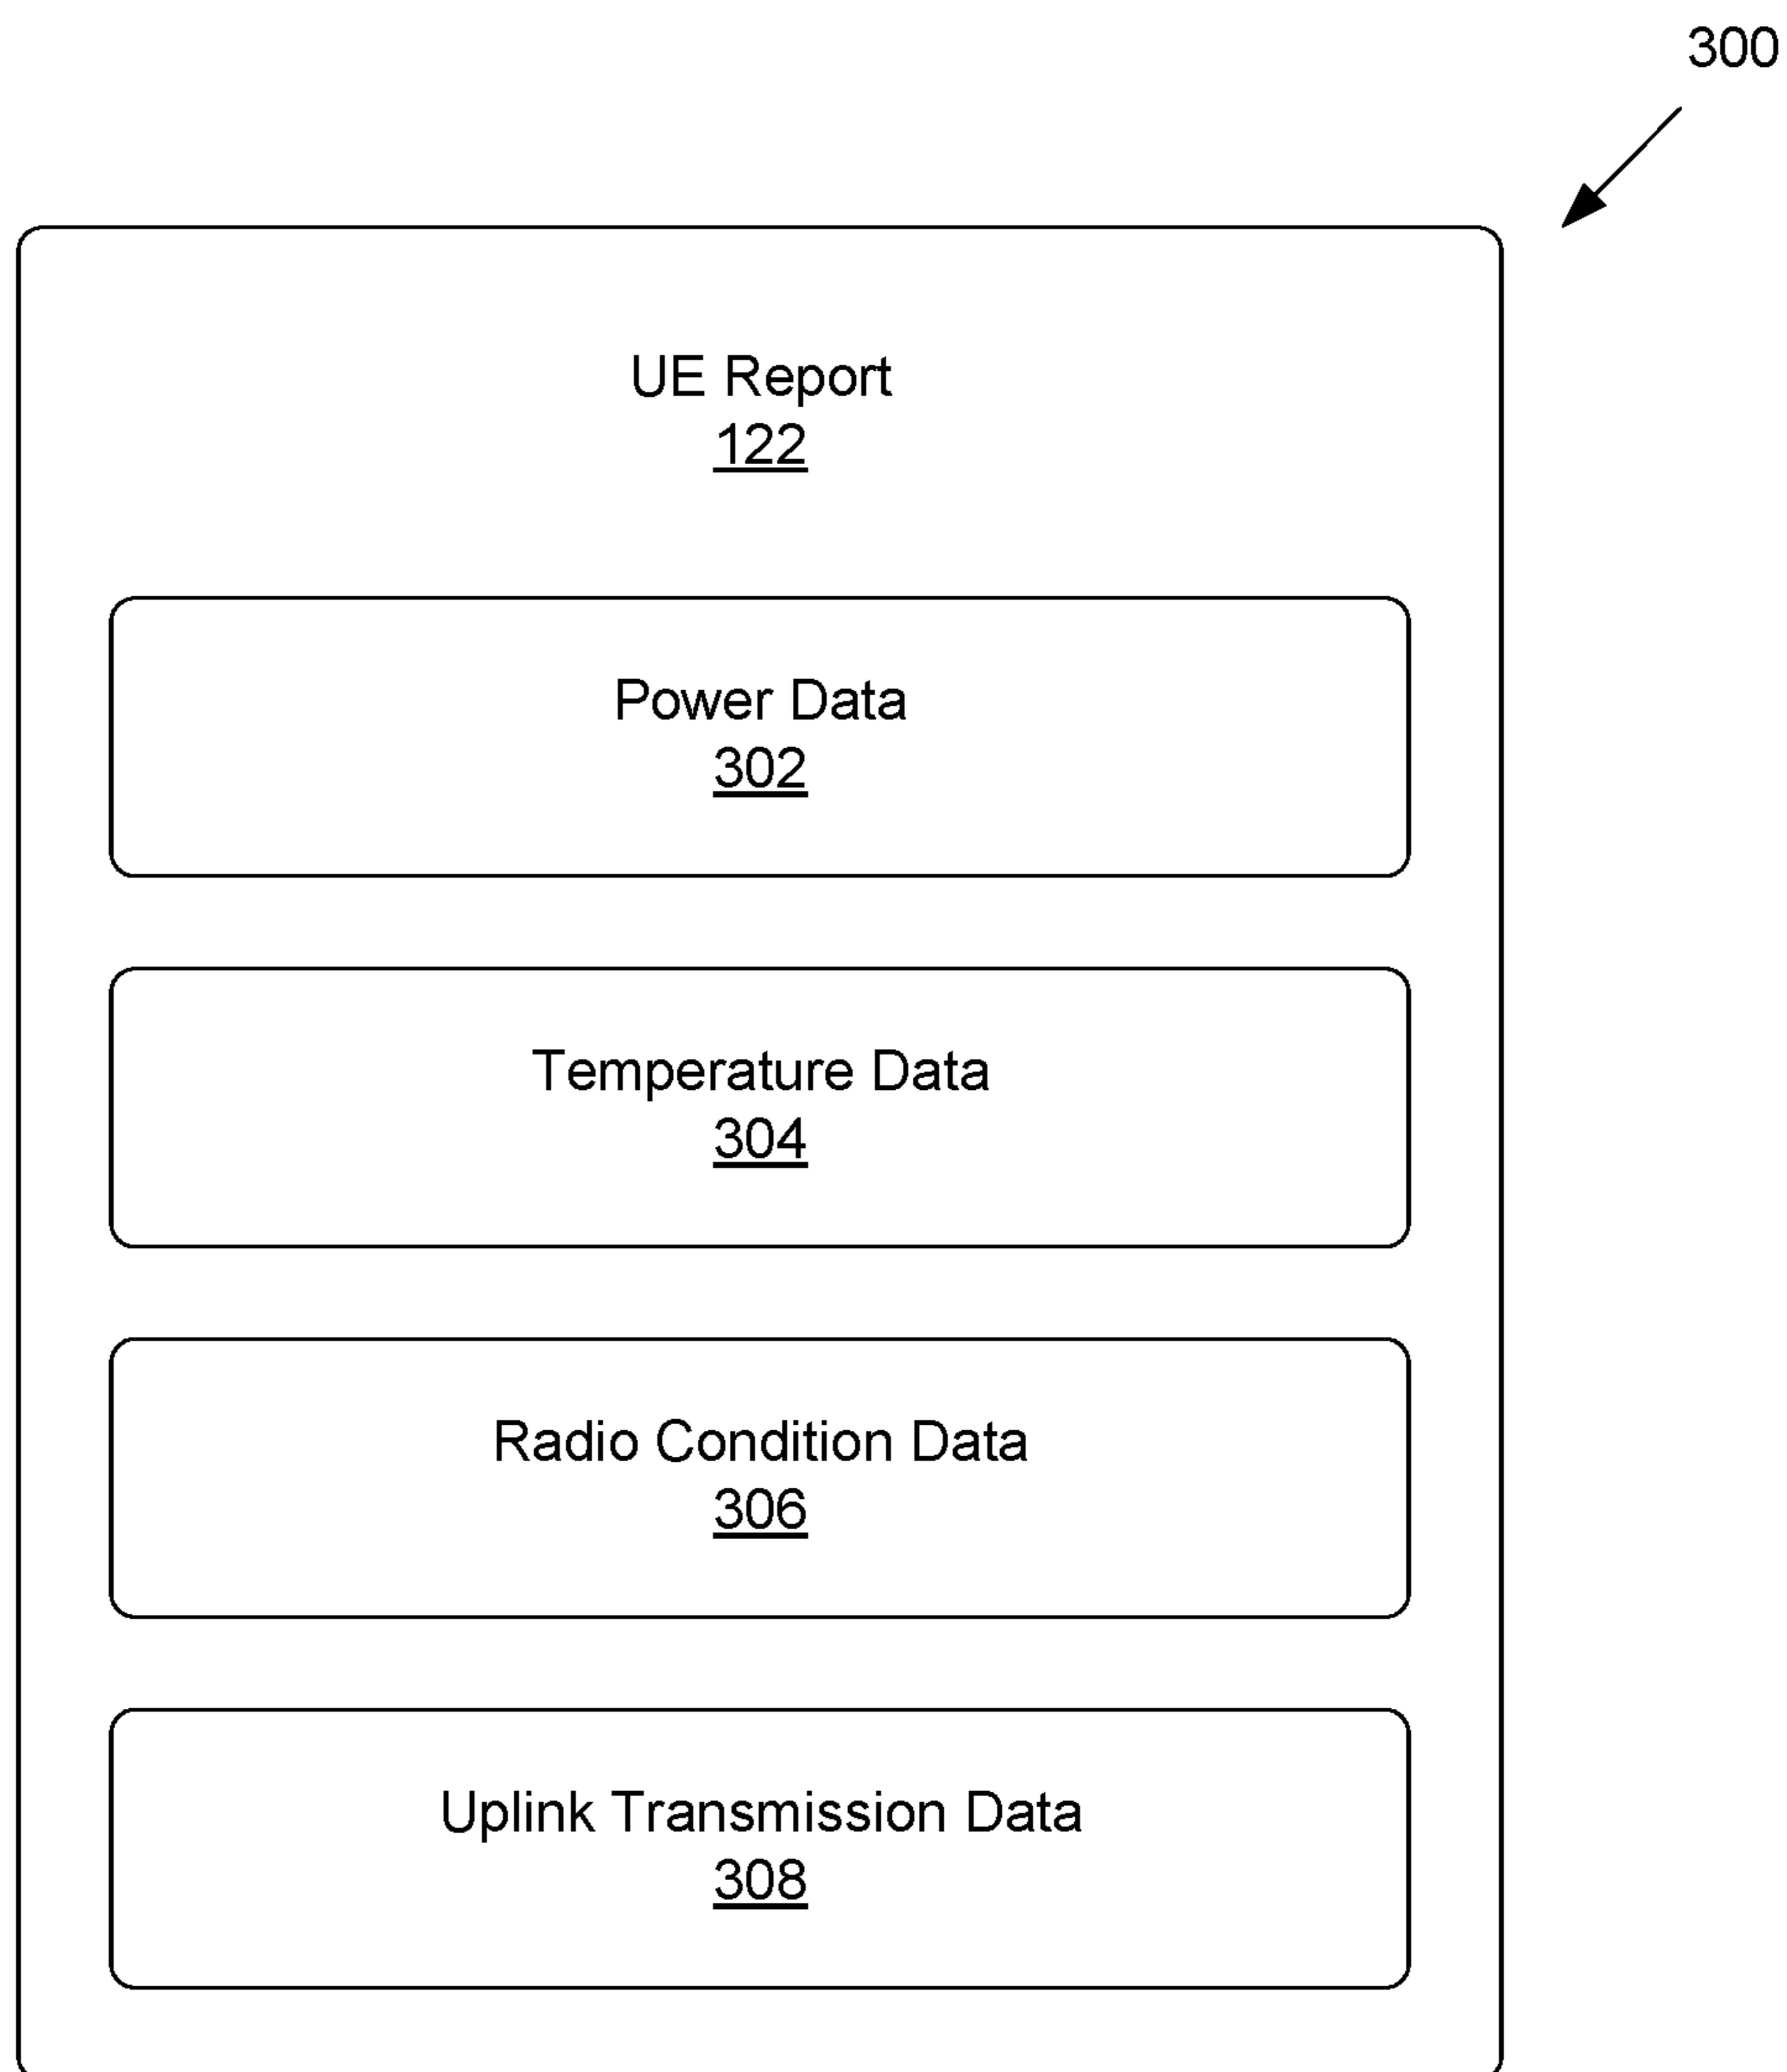 300
UE Report
122
Power Data
302
Temperature Data
304
Radio Condition Data
306
Uplink Transmission Data
308